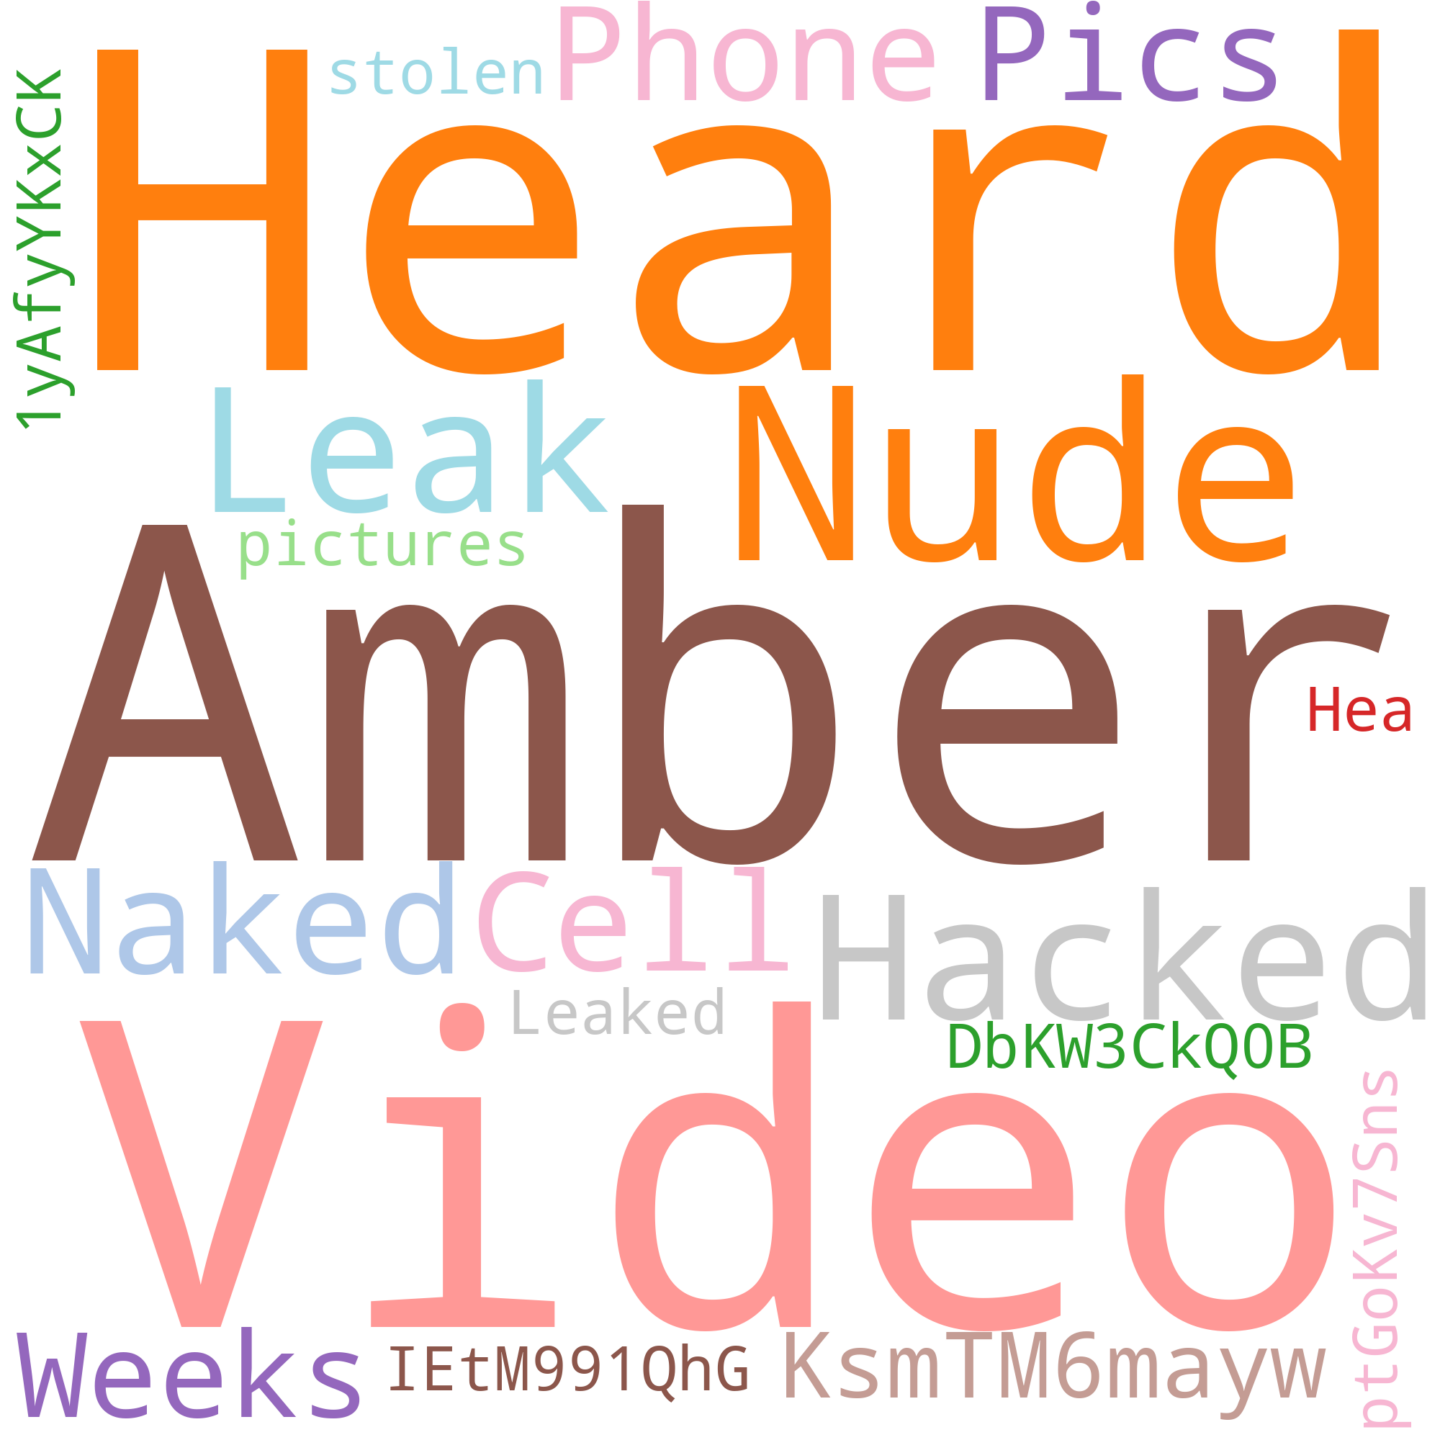 stolen Phone Pics
1yAfyYKxCK
Heard
Leak Nude
pictures
Amber
Hea
Naked Cell Hacked
Leaked
DbKW3CkQ0B
Video
ptGoKv7Sns
Weeks IEtM991QhG KsmTM6mayw